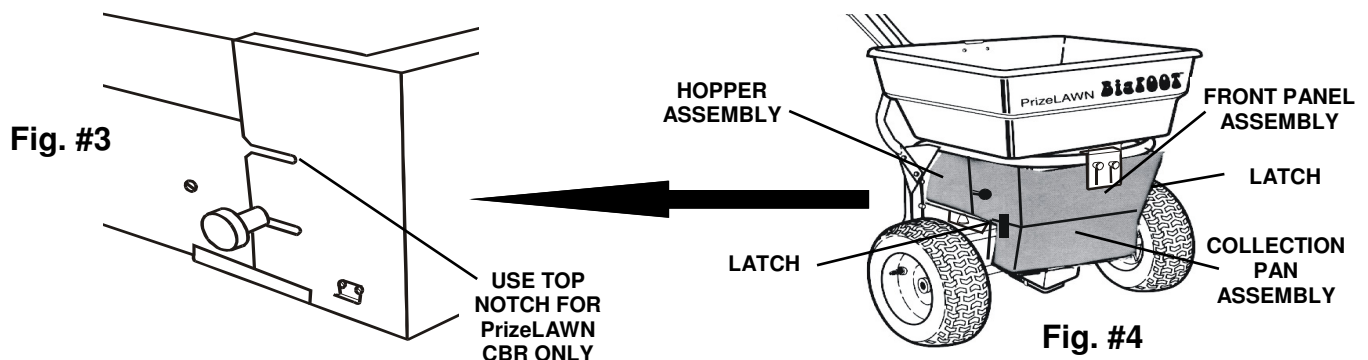 Fig. #3
USE TOP
NOTCH FOR
PrizeLAWN
CBR ONLY
HOPPER
ASSEMBLY
PrizeLAWN BigFOOT
FRONT PANEL
ASSEMBLY
LATCH
LATCH
COLLECTION
PAN
ASSEMBLY
Fig. #4